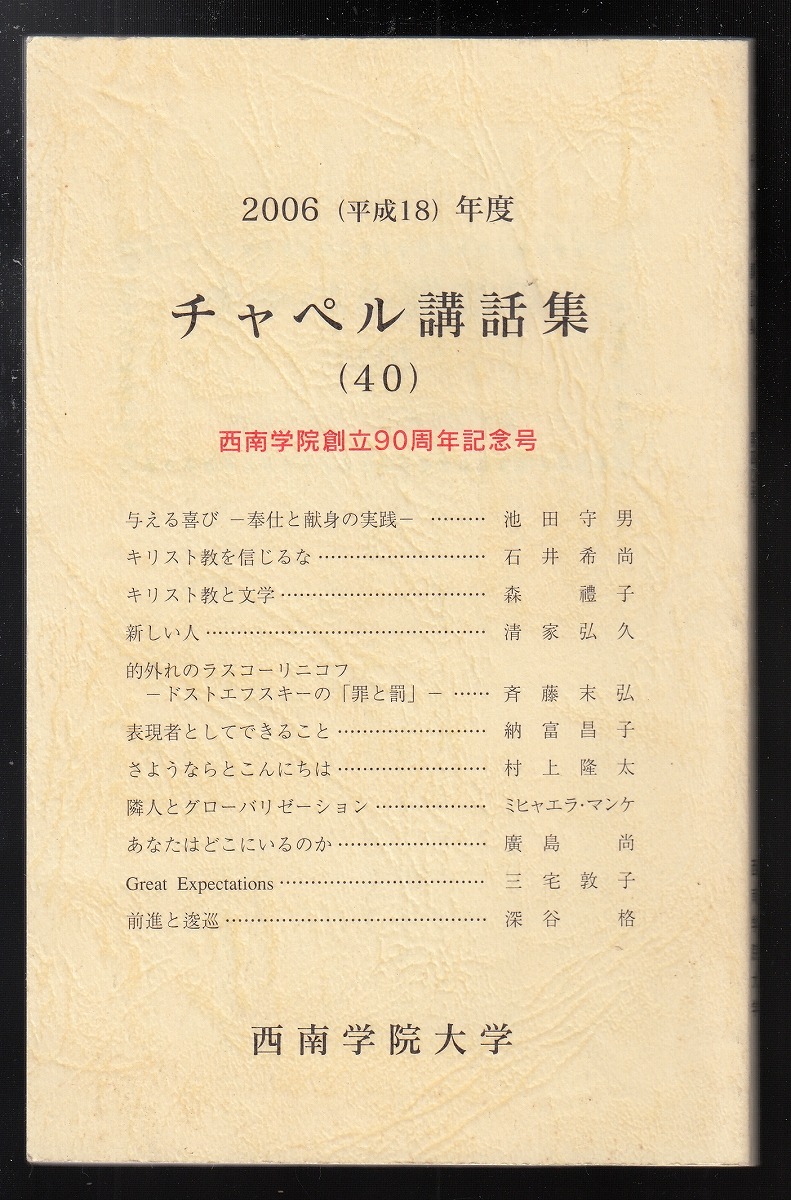 2006（平成18）年度
チャペル講話集
（40）
西南学院創立90周年記念号
与える喜び －奉仕と献身の実践－ ……… 池田守男
キリスト教を信じるな ……………………… 石井希尚
キリスト教と文学 …………………………… 森禮子
新しい人 ……………………………………… 清家弘久
的外れのラスコーリニコフ
－ドストエフスキーの「罪と罰」－ …… 斉藤末弘
表現者としてできること …………………… 納富昌子
さようならとこんにちは …………………… 村上隆太
隣人とグローバリゼーション ……………… ミヒャエラ・マンケ
あなたはどこにいるのか …………………… 廣島尚
Great Expectations …………………………… 三宅敦子
前進と逡巡 …………………………………… 深谷格
西南学院大学